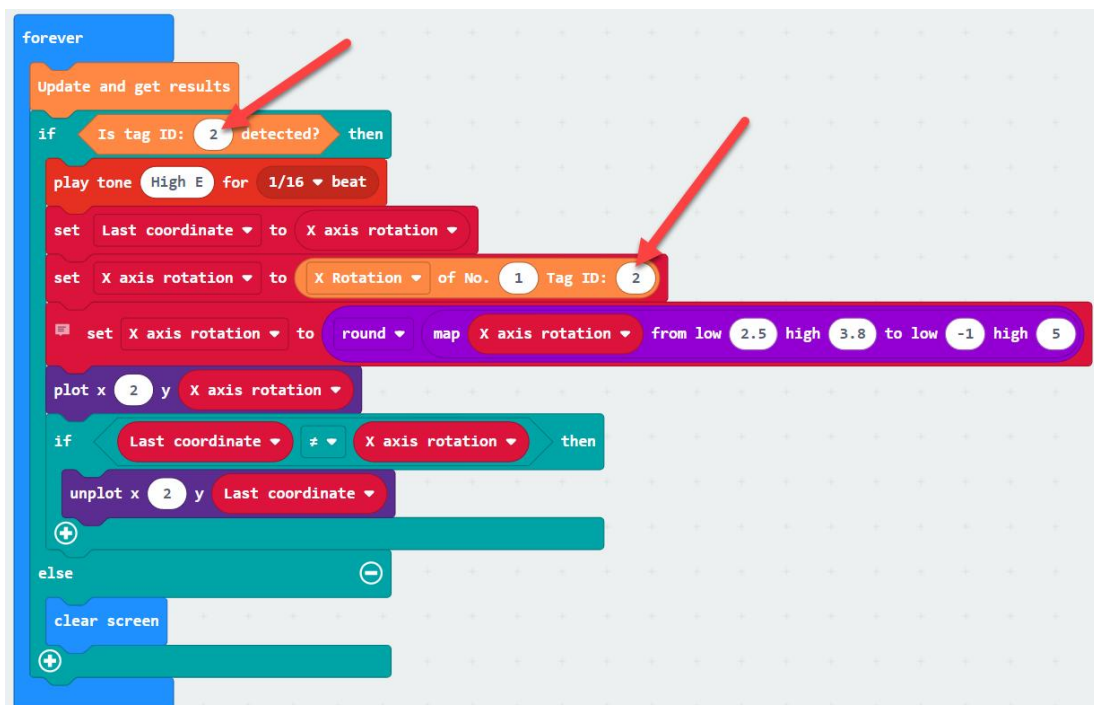 forever
Update and get results
if Is tag ID: 2 detected? then
play tone High E for 1/16 beat
set Last coordinate to X axis rotation
set X axis rotation to X Rotation of No. 1 Tag ID: 2
set X axis rotation to round map X axis rotation from low 2.5 high 3.8 to low -1 high 5
plot x 2 y X axis rotation
if Last coordinate ≠ X axis rotation then
unplot x 2 y Last coordinate
else
clear screen